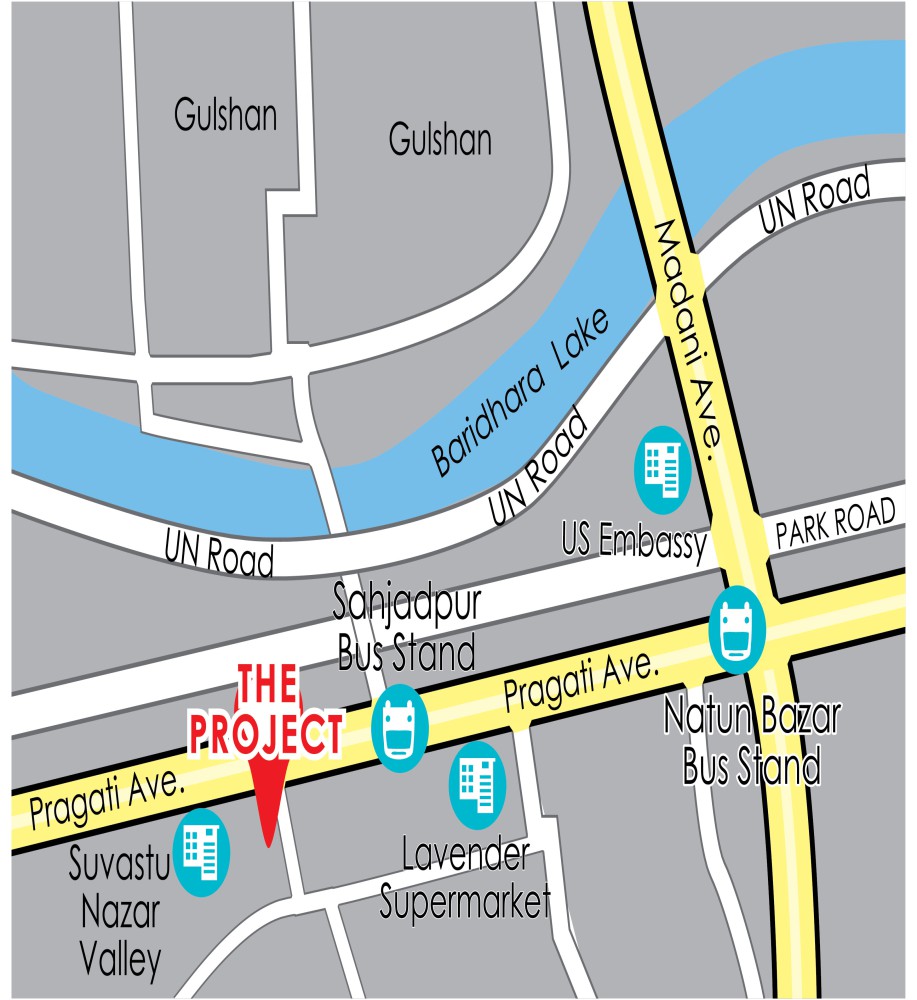 Gulshan
Gulshan
UN Road
Madani Ave.
Baridhara Lake
UN Road
PARK ROAD
US Embassy
UN Road
Sahjadpur
Bus Stand
Pragati Ave.
THE
PROJECT
Natun Bazar
Bus Stand
Pragati Ave.
Lavender
Supermarket
Suvastu
Nazar
Valley